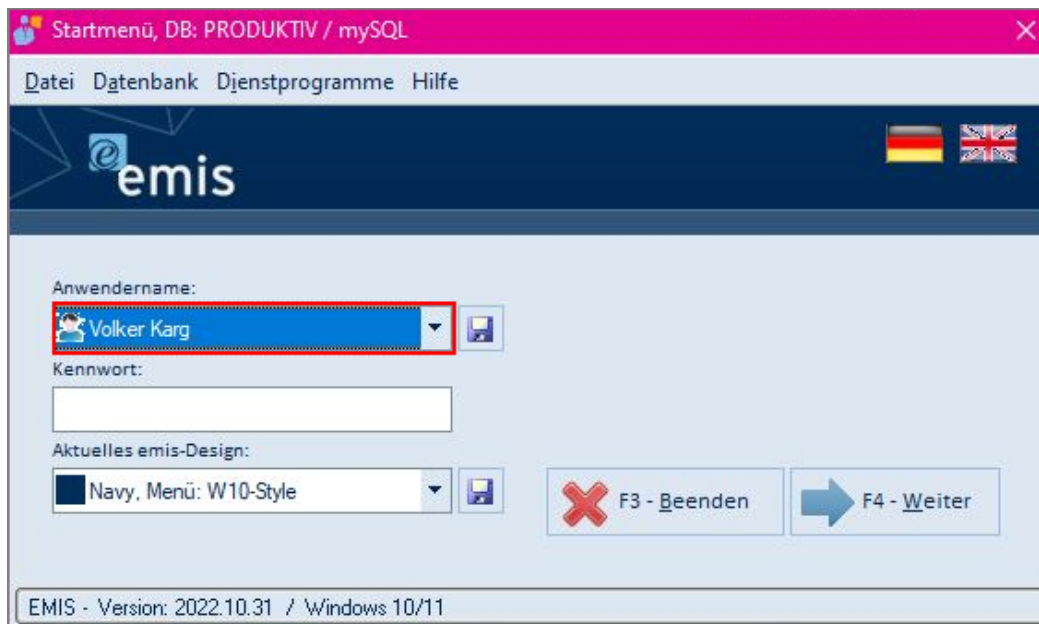 Startmenü, DB: PRODUKTIV / mySQL
Datei Datenbank Dienstprogramme Hilfe
e
emis
Anwendername:
Volker Karg
Kennwort:
Aktuelles emis-Design:
Navy, Menü: W10-Style
F3 - Beenden
F4 - Weiter
EMIS - Version: 2022.10.31 / Windows 10/11